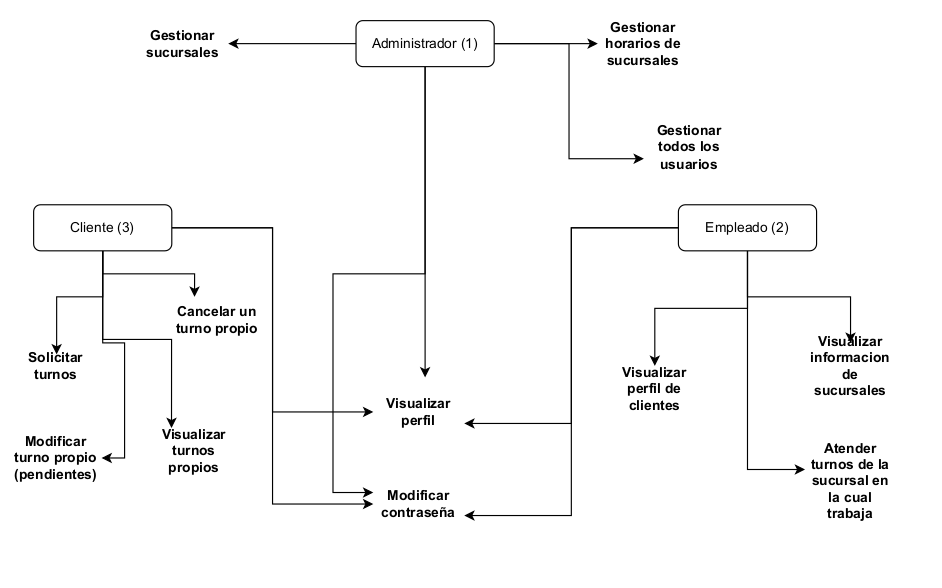 Gestionar
sucursales
Administrador (1)
Gestionar
horarios de
sucursales
Gestionar
todos los
usuarios
Cliente (3)
Empleado (2)
Cancelar un
turno propio
Solicitar
turnos
Visualizar
perfil de
clientes
Visualizar
informacion
de
sucursales
Visualizar
perfil
Modificar
turno propio
(pendientes)
Visualizar
turnos
propios
Atender
turnos de la
sucursal en
la cual
trabaja
Modificar
contraseña